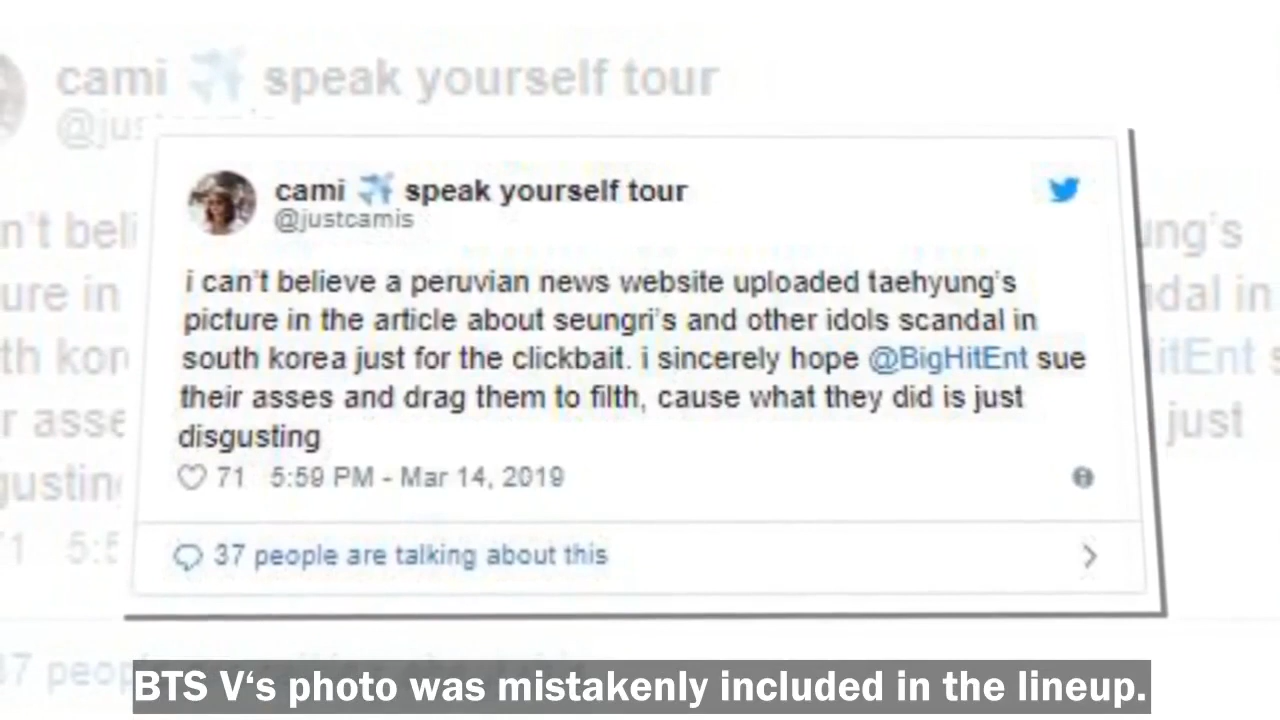 cami ✈ speak yourself tour
@jus
cami ✈ speak yourself tour
@justcamis
i can't believe a peruvian news website uploaded taehyung's
picture in the article about seungri's and other idols scandal in
south korea just for the clickbait. i sincerely hope @BigHitEnt sue
their asses and drag them to filth, cause what they did is just
disgusting
71 5:59 PM - Mar 14, 2019
37 people are talking about this
BTS V‘s photo was mistakenly included in the lineup.